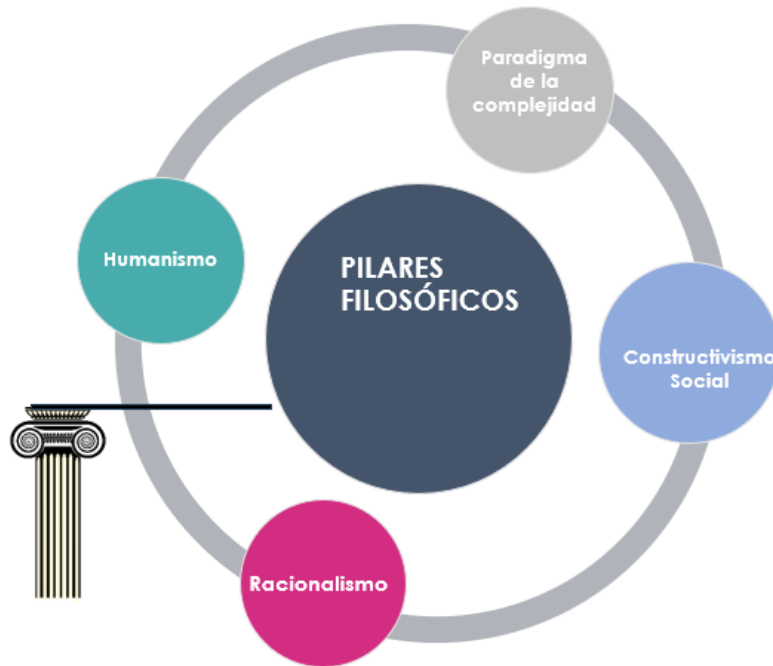 Paradigma
de la
complejidad
Humanismo
PILARES
FILOSÓFICOS
Constructivismo
Social
Racionalismo